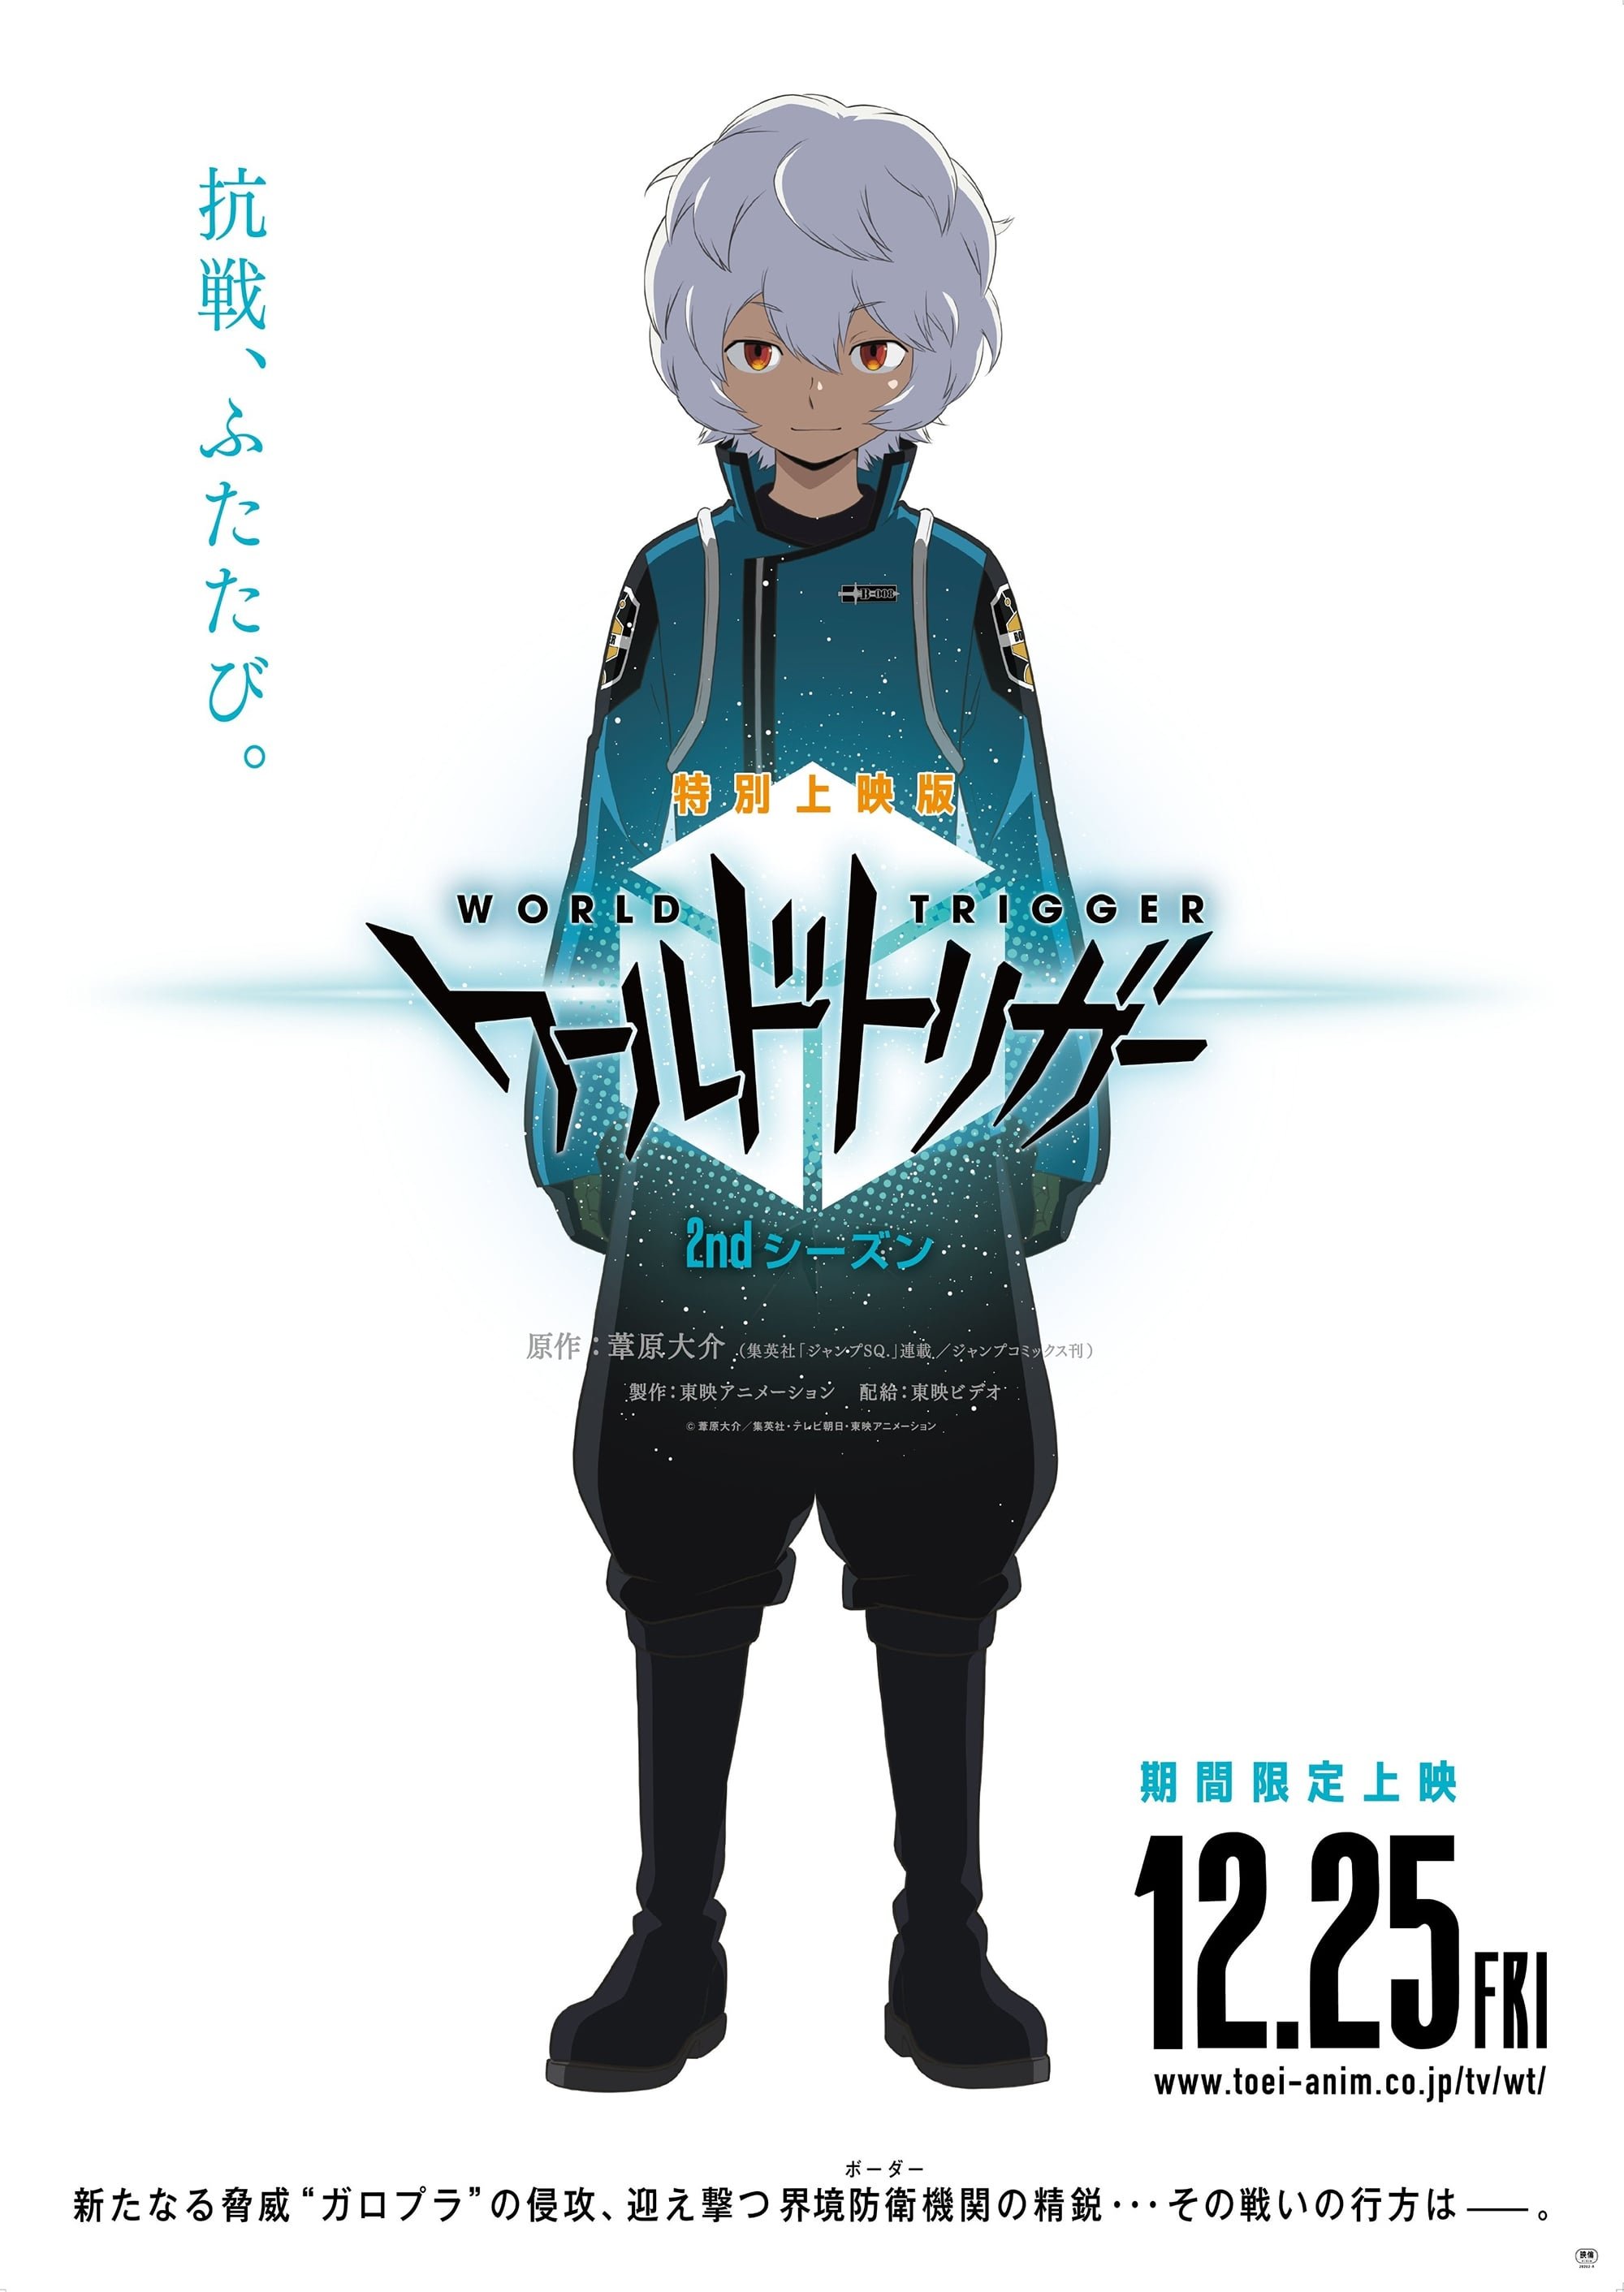 抗戦、ふたたび。
B-008
特別上映版
WORLD TRIGGER
ワールドトリガー
2ndシーズン
原作：葦原大介（集英社「ジャンプSQ.」連載／ジャンプコミックス刊）
製作：東映アニメーション　配給：東映ビデオ
©葦原大介／集英社・テレビ朝日・東映アニメーション
期間限定上映
12.25FRI
www.toei-anim.co.jp/tv/wt/
ボーダー
新たなる脅威“ガロプラ”の侵攻、迎え撃つ界境防衛機関の精鋭･･･その戦いの行方は――。
映倫